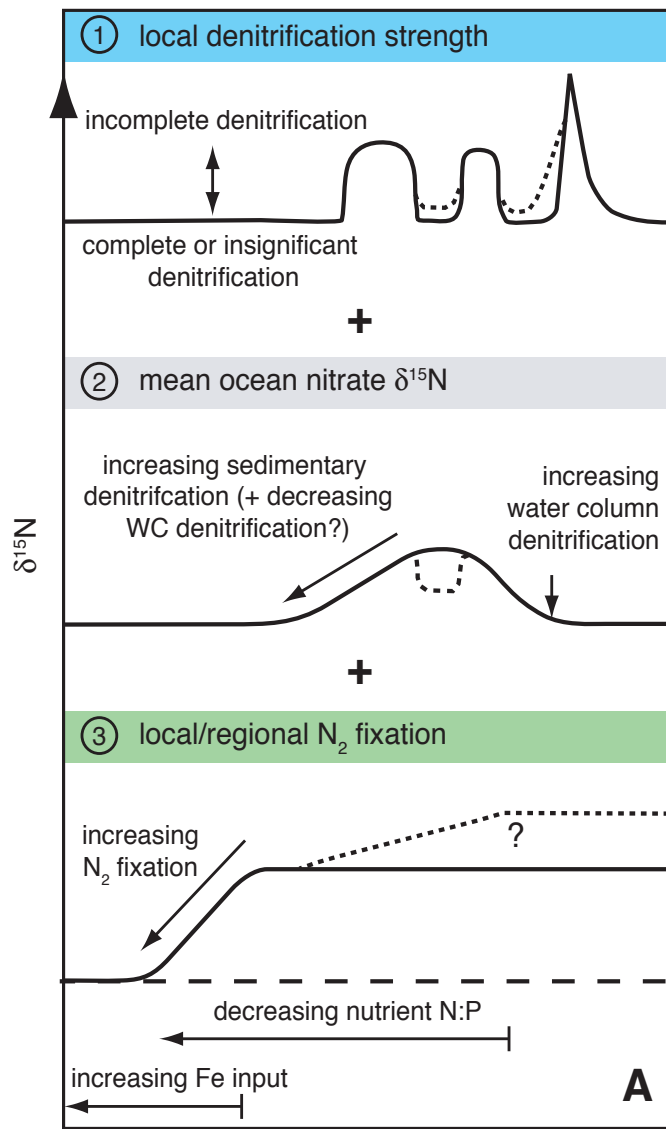 ① local denitrification strength
incomplete denitrification
complete or insignificant
denitrification
+
② mean ocean nitrate δ¹⁵N
increasing sedimentary
denitrifcation (+ decreasing
WC denitrification?)
increasing
water column
denitrification
δ¹⁵N
+
③ local/regional N₂ fixation
increasing
N₂ fixation
?
decreasing nutrient N:P
increasing Fe input
A